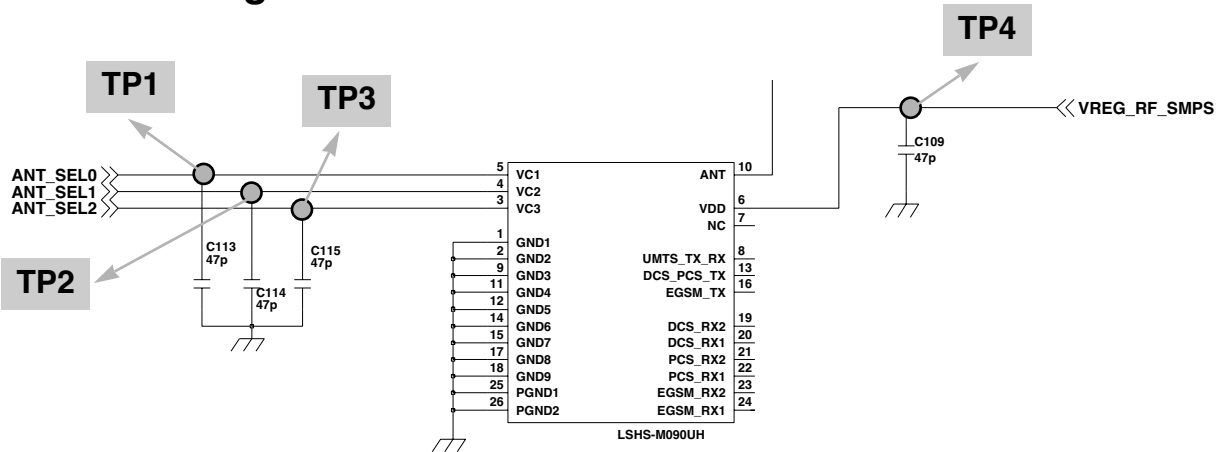 TP4
TP1
TP3
VREG_RF_SMPS
C109
47p
ANT_SEL0
ANT_SEL1
ANT_SEL2
5 VC1
4 VC2
3 VC3
ANT 10
VDD 6
NC 7
C113
47p
C115
47p
TP2
C114
47p
1 GND1
2 GND2
9 GND3
11 GND4
12 GND5
14 GND6
15 GND7
17 GND8
18 GND9
25 PGND1
26 PGND2
UMTS_TX_RX 8
DCS_PCS_TX 13
EGSM_TX 16
DCS_RX2 19
DCS_RX1 20
PCS_RX2 21
PCS_RX1 22
EGSM_RX2 23
EGSM_RX1 24
LSHS-M090UH